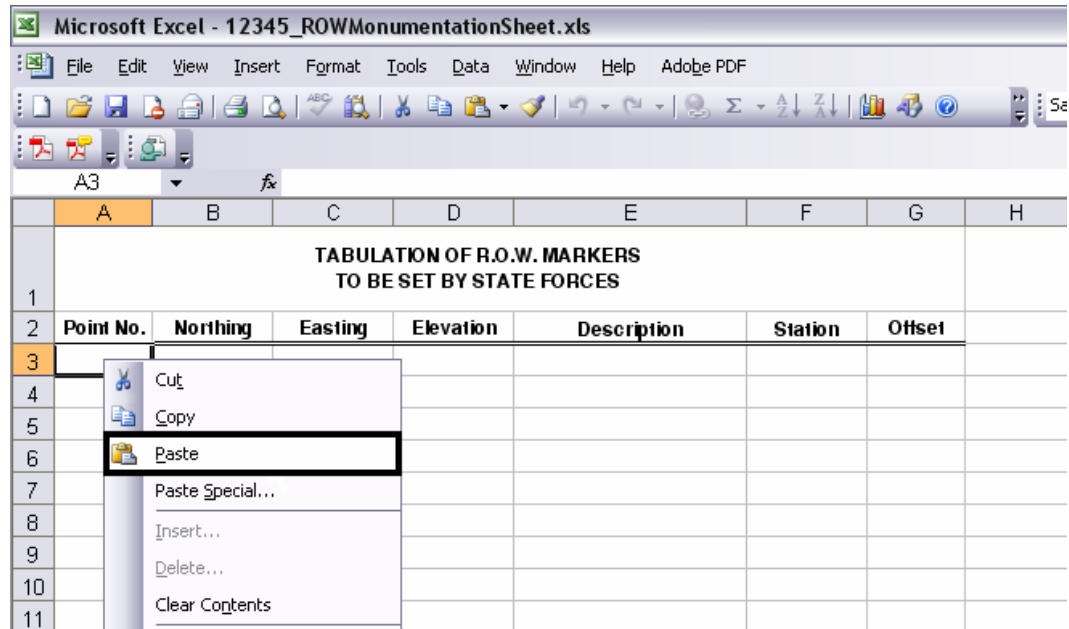 Microsoft Excel - 12345_ROWMonumentationSheet.xls
File Edit View Insert Format Tools Data Window Help Adobe PDF
ABC Σ A Z Z A ? Sa
A3 fx
A B C D E F G H
1 TABULATION OF R.O.W. MARKERS
TO BE SET BY STATE FORCES
2 Point No. Northing Easting Elevation Description Station Offset
3
Cut
4
Copy
5
6 Paste
7 Paste Special...
8 Insert...
9
Delete...
10
Clear Contents
11